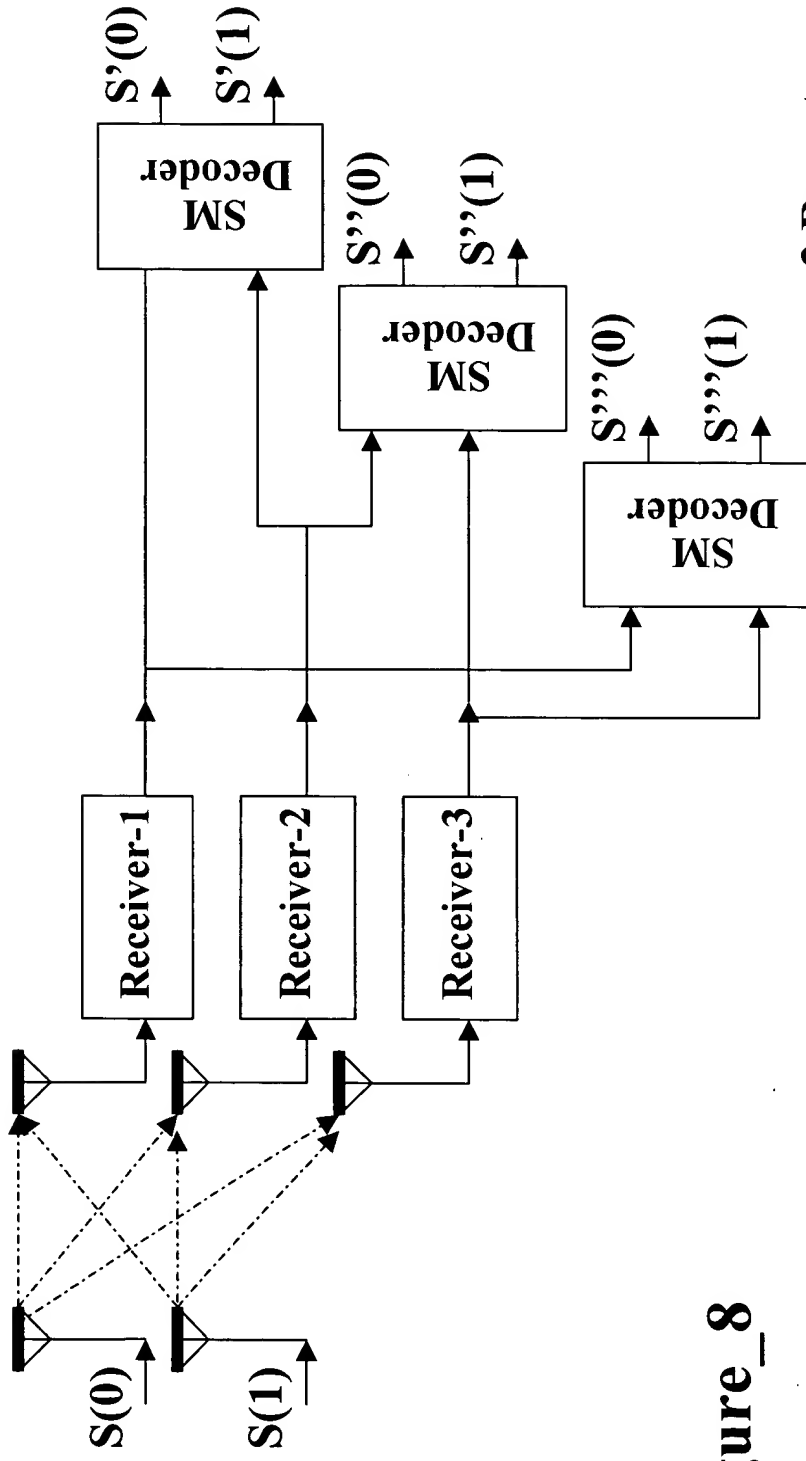 S(0)
S(1)
Receiver-1
Receiver-2
Receiver-3
SM
Decoder
S'(0)
S'(1)
SM
Decoder
S''(0)
S''(1)
SM
Decoder
S'''(0)
S'''(1)
ure_8